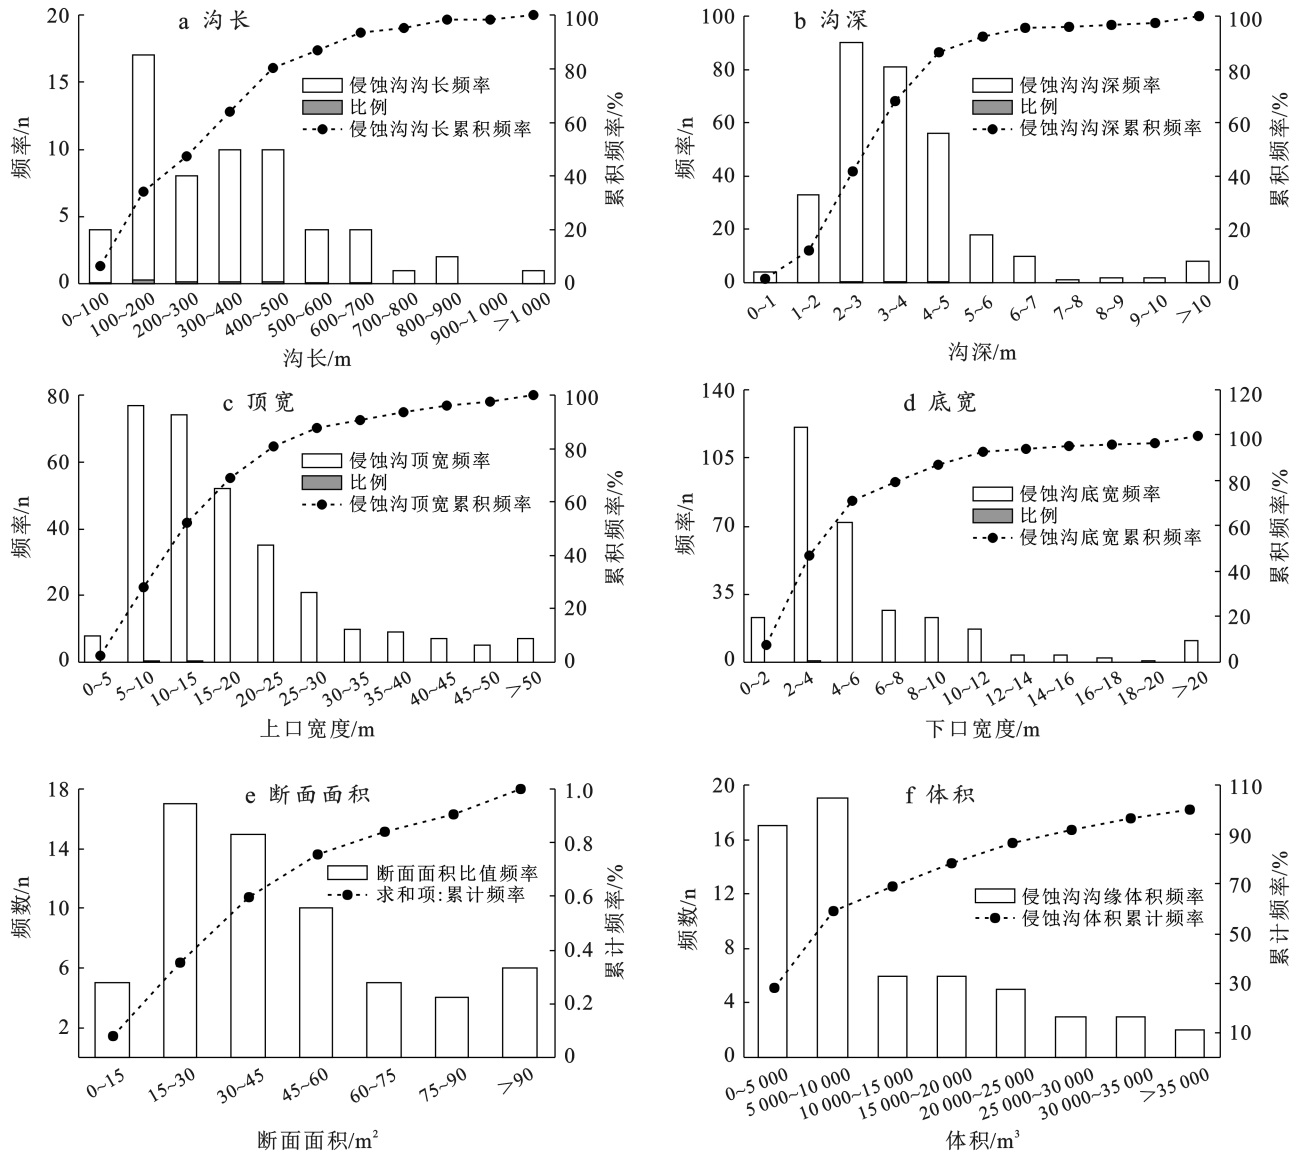 a 沟长
20
15
10
5
0
频率/n
侵蚀沟沟长频率
比例
侵蚀沟沟长累积频率
100
80
60
40
20
0
累积频率/%
0~100
100~200
200~300
300~400
400~500
500~600
600~700
700~800
800~900
900~1 000
>1 000
沟长/m
b 沟深
100
80
60
40
20
0
频率/n
侵蚀沟沟深频率
比例
侵蚀沟沟深累积频率
100
80
60
40
20
0
累积频率/%
0~1
1~2
2~3
3~4
4~5
5~6
6~7
7~8
8~9
9~10
>10
沟深/m
c 顶宽
80
60
40
20
0
频率/n
侵蚀沟顶宽频率
比例
侵蚀沟顶宽累积频率
100
80
60
40
20
0
累积频率/%
0~5
5~10
10~15
15~20
20~25
25~30
30~35
35~40
40~45
45~50
>50
上口宽度/m
d 底宽
140
105
70
35
0
频率/n
侵蚀沟底宽频率
比例
侵蚀沟底宽累积频率
120
100
80
60
40
20
0
累积频率/%
0~2
2~4
4~6
6~8
8~10
10~12
12~14
14~16
16~18
18~20
>20
下口宽度/m
e 断面面积
18
14
10
6
2
频数/n
断面面积比值频率
求和项:累计频率
1.0
0.8
0.6
0.4
0.2
0
累计频率/%
0~15
15~30
30~45
45~60
60~75
75~90
>90
断面面积/m²
f 体积
20
16
12
8
4
0
频数/n
侵蚀沟沟缘体积频率
侵蚀沟体积累计频率
110
90
70
50
30
10
累计频率/%
0~5 000
5 000~10 000
10 000~15 000
15 000~20 000
20 000~25 000
25 000~30 000
30 000~35 000
>35 000
体积/m³